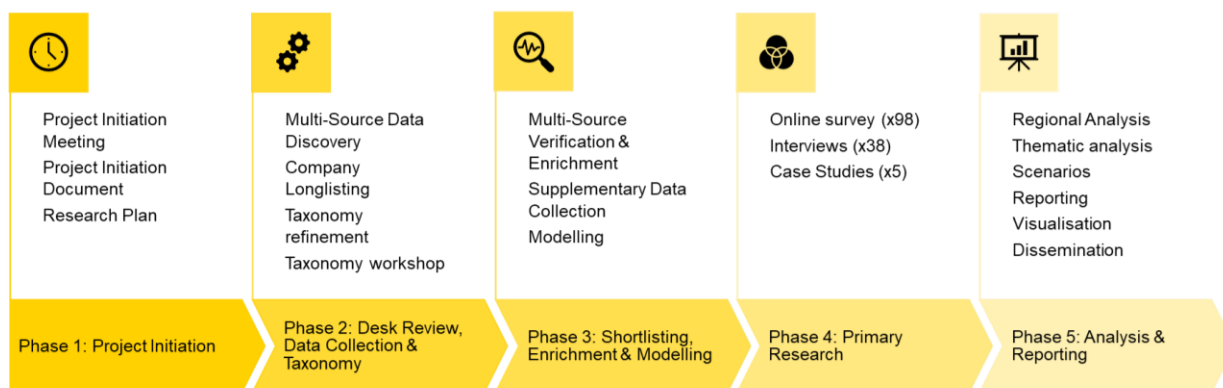 Project Initiation
Meeting
Project Initiation
Document
Research Plan
Phase 1: Project Initiation
Multi-Source Data
Discovery
Company
Longlisting
Taxonomy
refinement
Taxonomy workshop
Phase 2: Desk Review,
Data Collection &
Taxonomy
Multi-Source
Verification &
Enrichment
Supplementary Data
Collection
Modelling
Phase 3: Shortlisting,
Enrichment & Modelling
Online survey (x98)
Interviews (x38)
Case Studies (x5)
Phase 4: Primary
Research
Regional Analysis
Thematic analysis
Scenarios
Reporting
Visualisation
Dissemination
Phase 5: Analysis &
Reporting